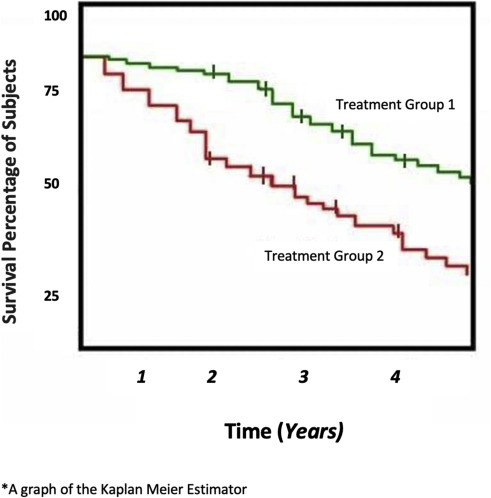 100
Survival Percentage of Subjects
75
Treatment Group 1
50
Treatment Group 2
25
1 2 3 4
Time (Years)
*A graph of the Kaplan Meier Estimator